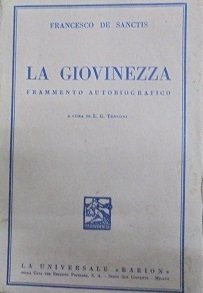 FRANCESCO DE SANCTIS
LA GIOVINEZZA
FRAMMENTO AUTOBIOGRAFICO
A CURA DI L. G. TENCONI
LA UNIVERSALE «BARION»
DELLA CASA PER EDIZIONI POPOLARI, S. A. - SESTO SAN GIOVANNI - MILANO